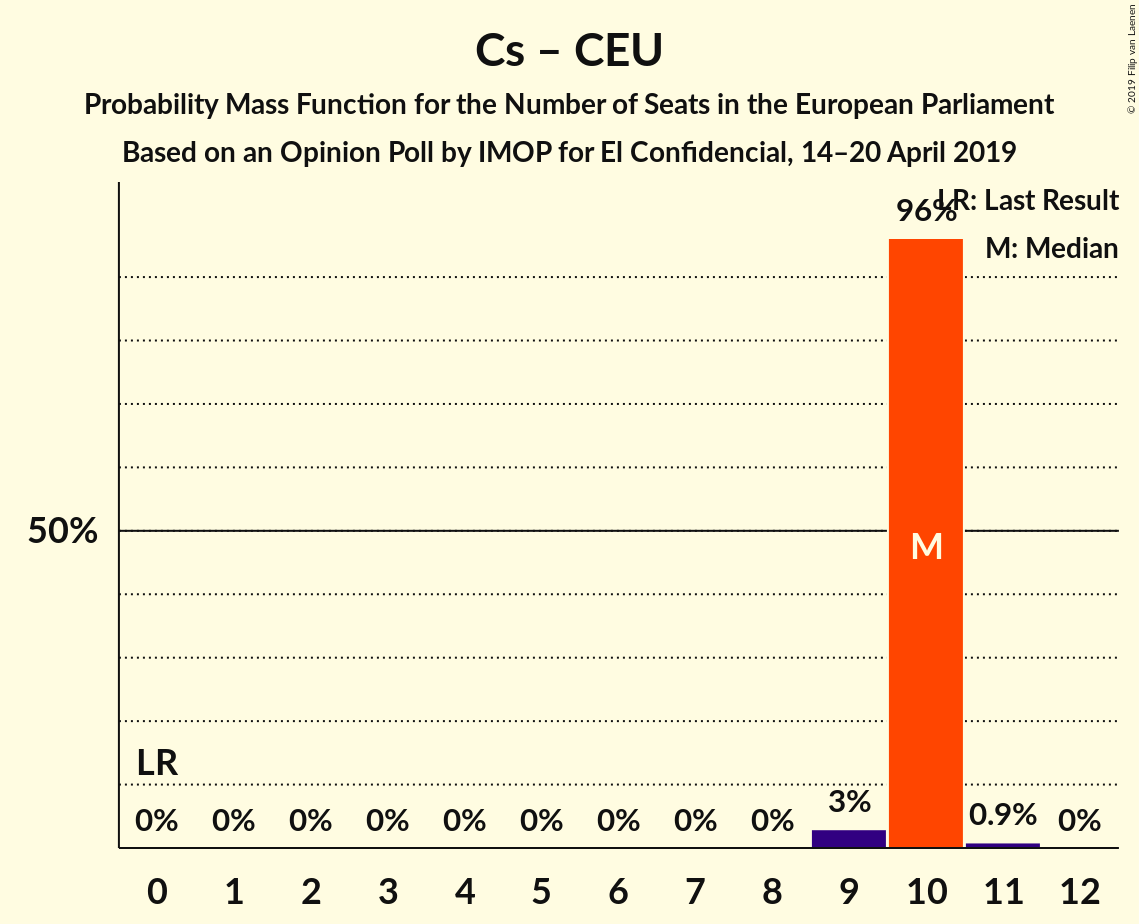 Cs – CEU
Probability Mass Function for the Number of Seats in the European Parliament
Based on an Opinion Poll by IMOP for El Confidencial, 14–20 April 2019
© 2019 Filip van Laenen
LR: Last Result
M: Median
96%
50%
M
LR
0% 0% 0% 0% 0% 0% 0% 0% 0% 3% 0.9% 0%
0 1 2 3 4 5 6 7 8 9 10 11 12